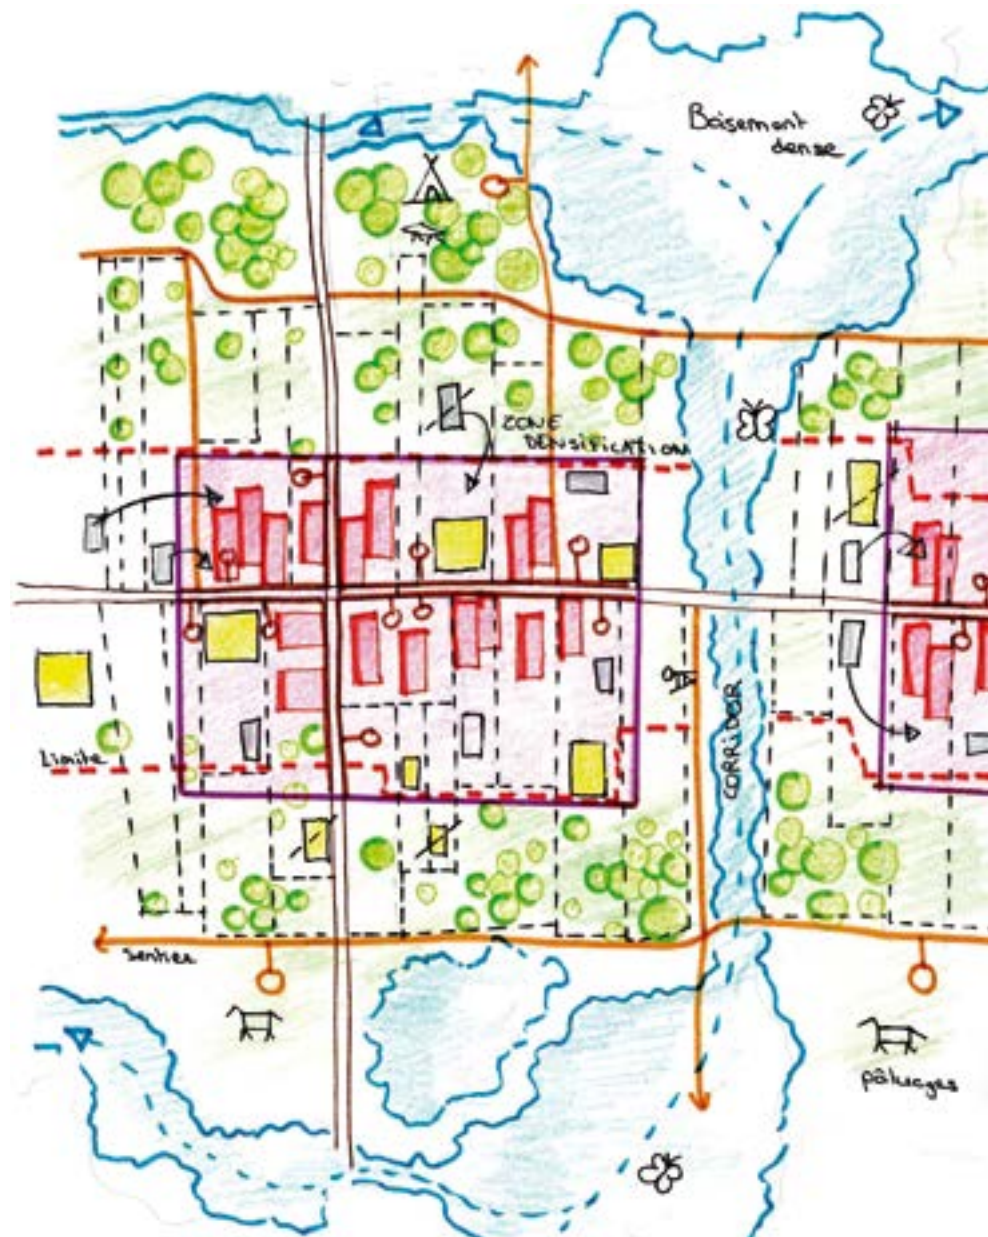 Boisement
dense
ZONE
DENSIFICATION
CORRIDOR
Limite
sentier
pâturages